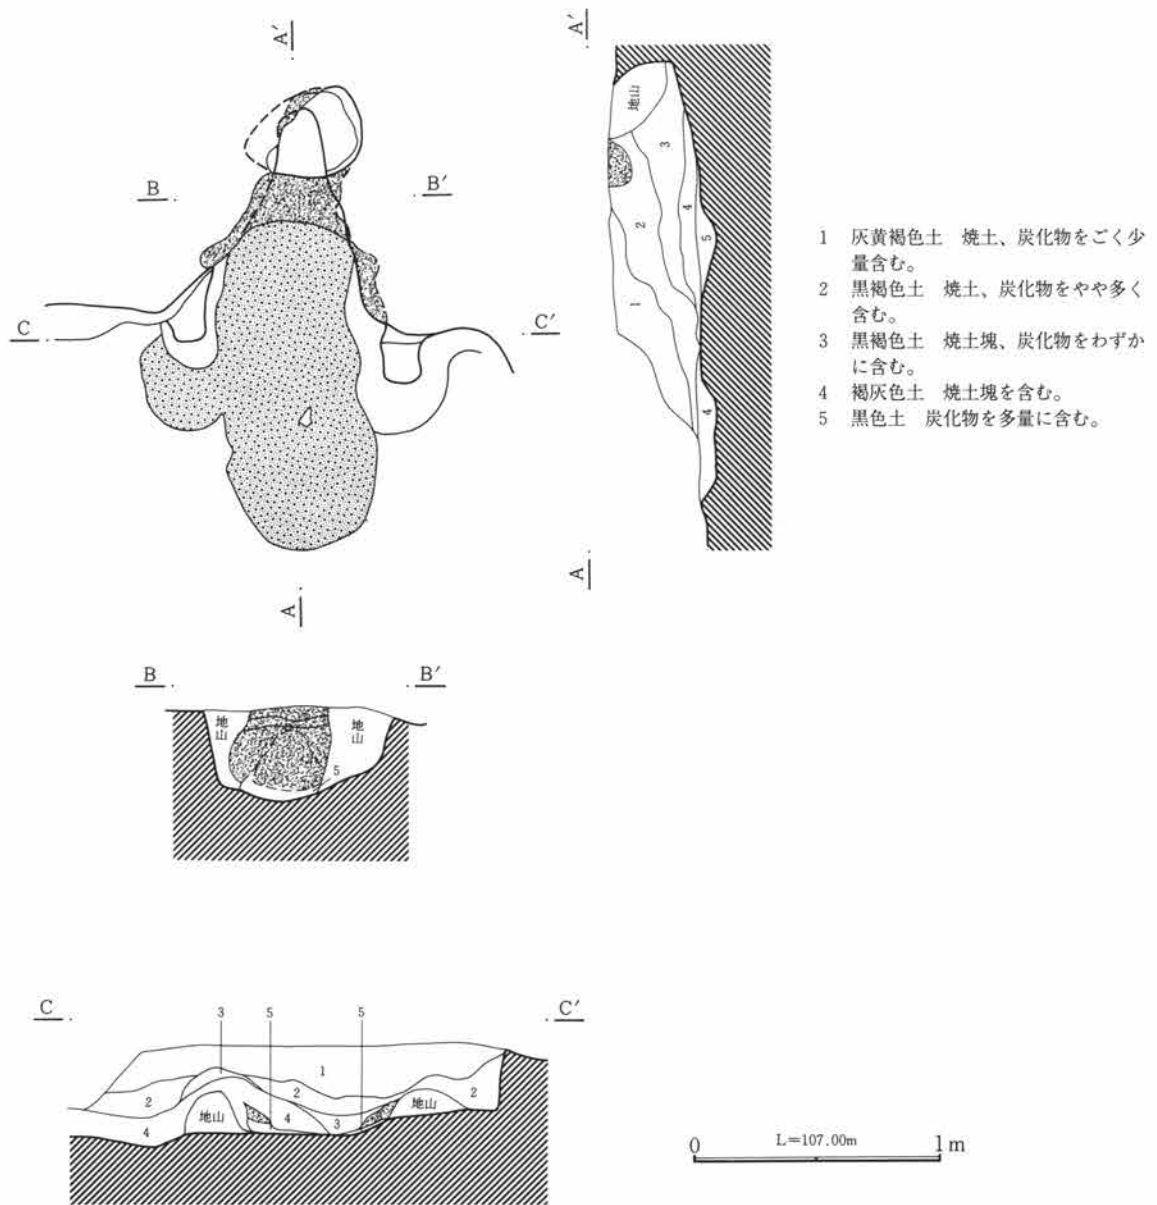 A′
A′
B
B′
C
C′
A
A
地山
3
4
5
2
1
4
1 灰黄褐色土 焼土、炭化物をごく少
量含む。
2 黒褐色土 焼土、炭化物をやや多く
含む。
3 黒褐色土 焼土塊、炭化物をわずか
に含む。
4 褐灰色土 焼土塊を含む。
5 黒色土 炭化物を多量に含む。
B
B′
地山
地山
5
C
3
5
5
C′
1
2
2
2
地山
4
3
地山
4
0
L=107.00m
1m